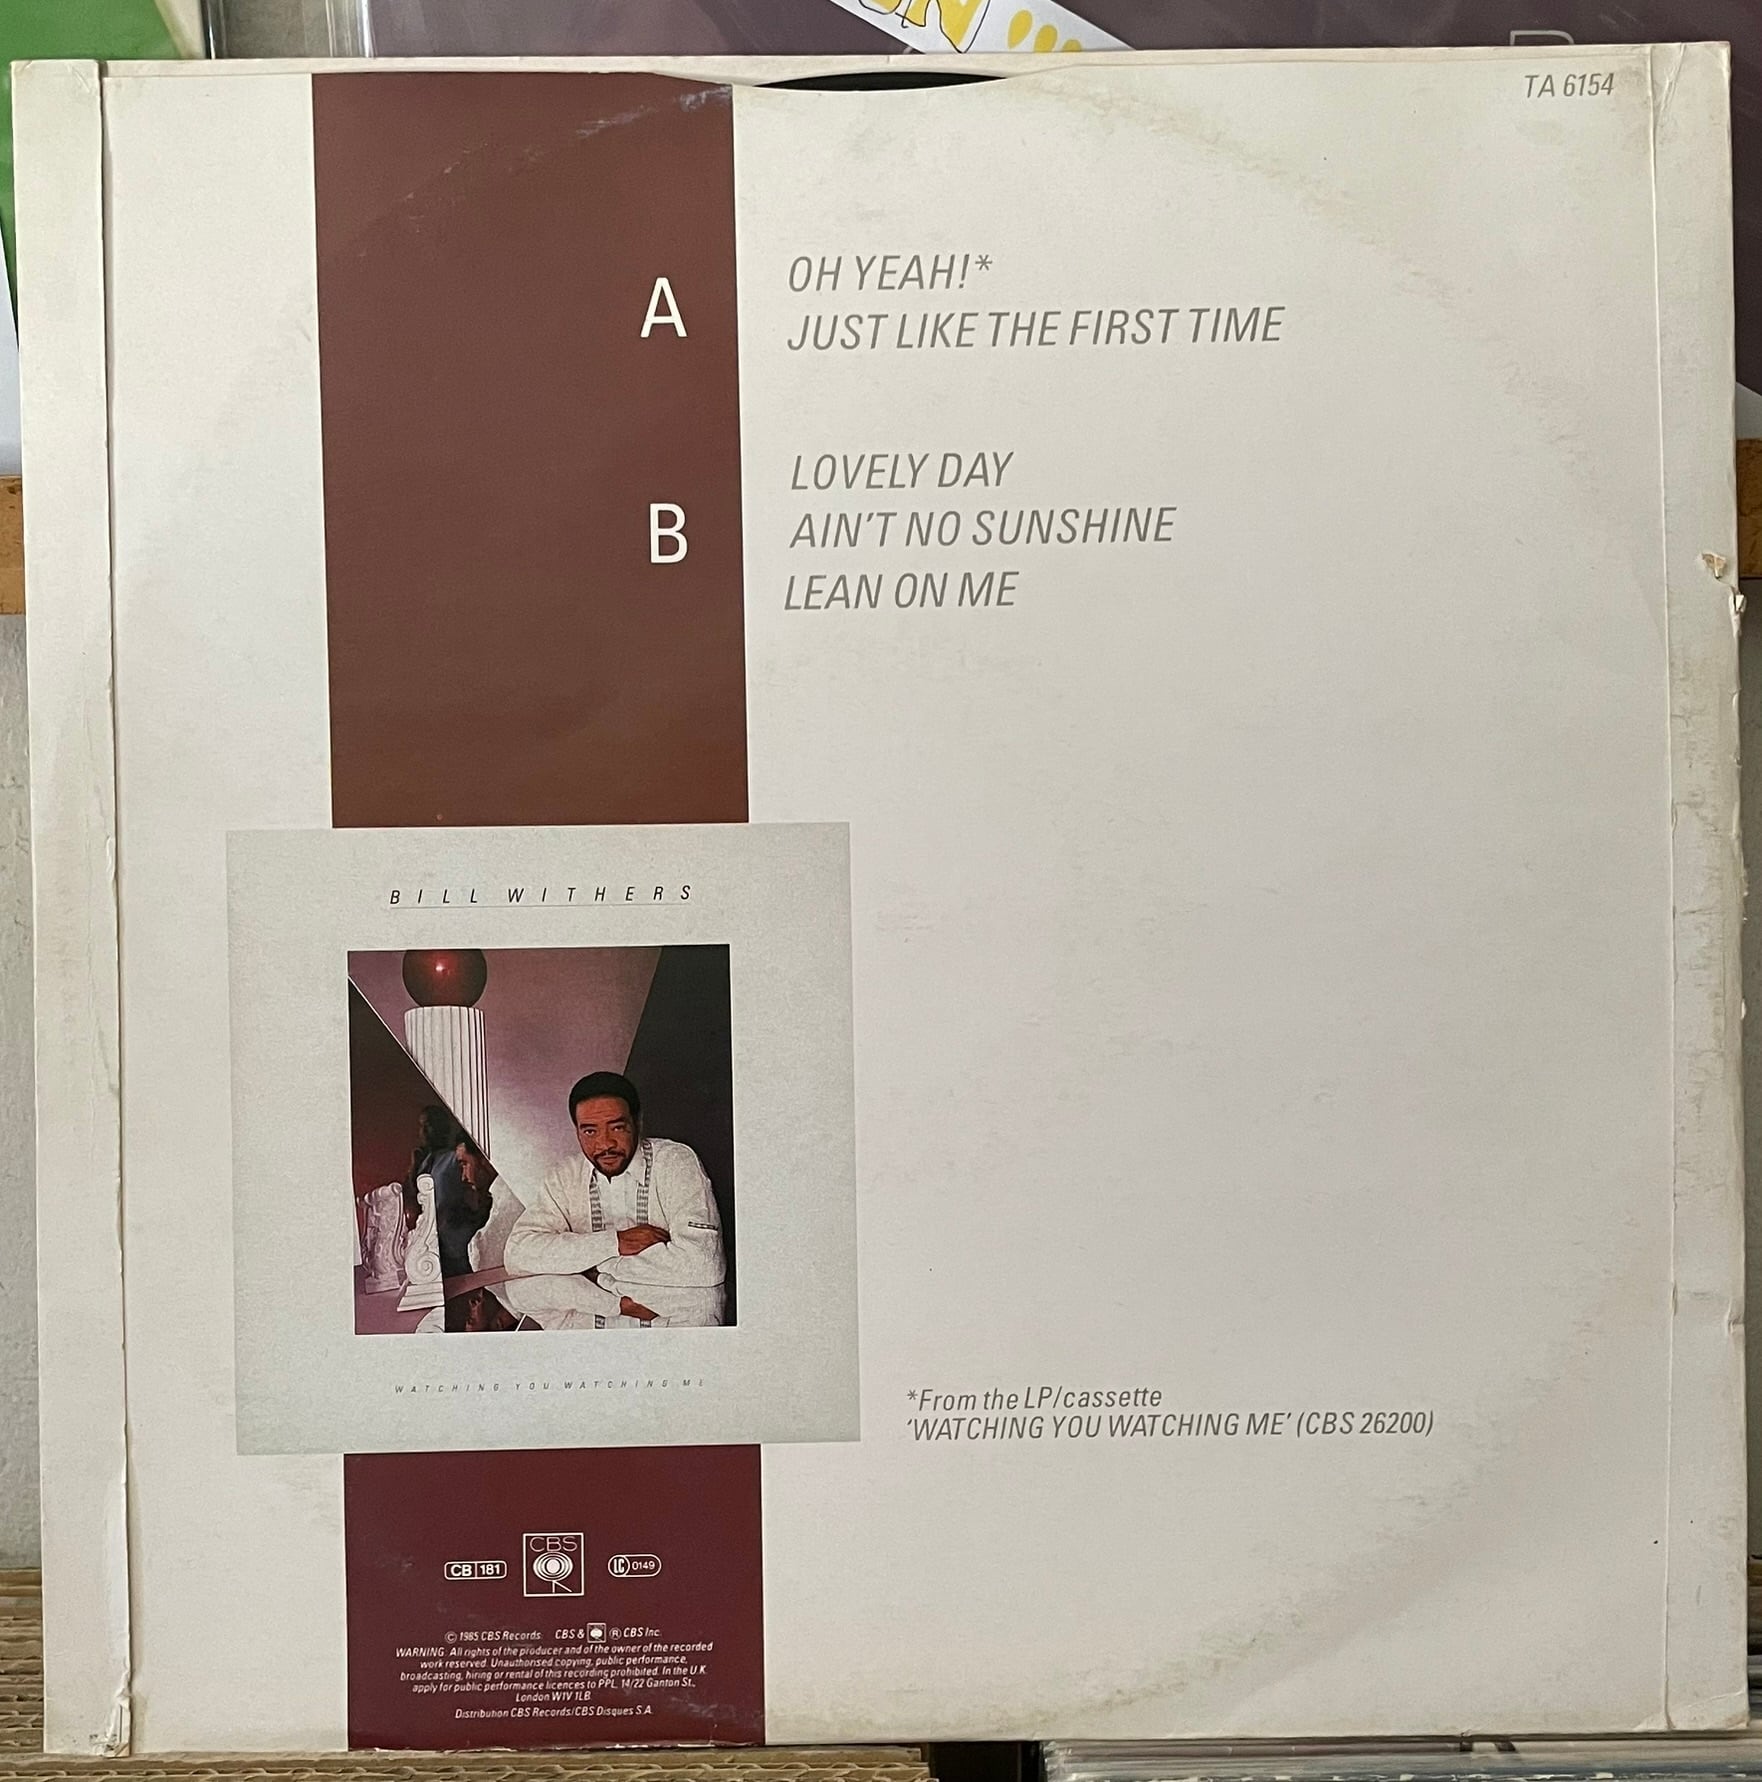 TA 6154
A
OH YEAH!*
JUST LIKE THE FIRST TIME
B
LOVELY DAY
AIN'T NO SUNSHINE
LEAN ON ME
BILL WITHERS
WATCHING YOU WATCHING ME
*From the LP/cassette
'WATCHING YOU WATCHING ME' (CBS 26200)
CB 181
CBS
LC 0149
© 1985 CBS Records. CBS & ® CBS Inc.
WARNING: All rights of the producer and of the owner of the recorded
work reserved. Unauthorised copying, public performance,
broadcasting, hiring or rental of this recording prohibited. In the U.K.
apply for public performance licences to PPL, 14/22 Ganton St.,
London W1V 1LB.
Distribution CBS Records/CBS Disques S.A.